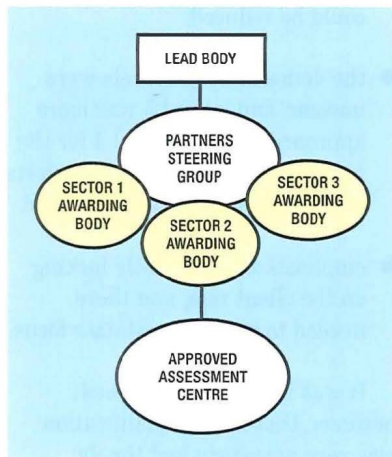 LEAD BODY
PARTNERS
STEERING
GROUP
SECTOR 1
AWARDING
BODY
SECTOR 2
AWARDING
BODY
SECTOR 3
AWARDING
BODY
APPROVED
ASSESSMENT
CENTRE